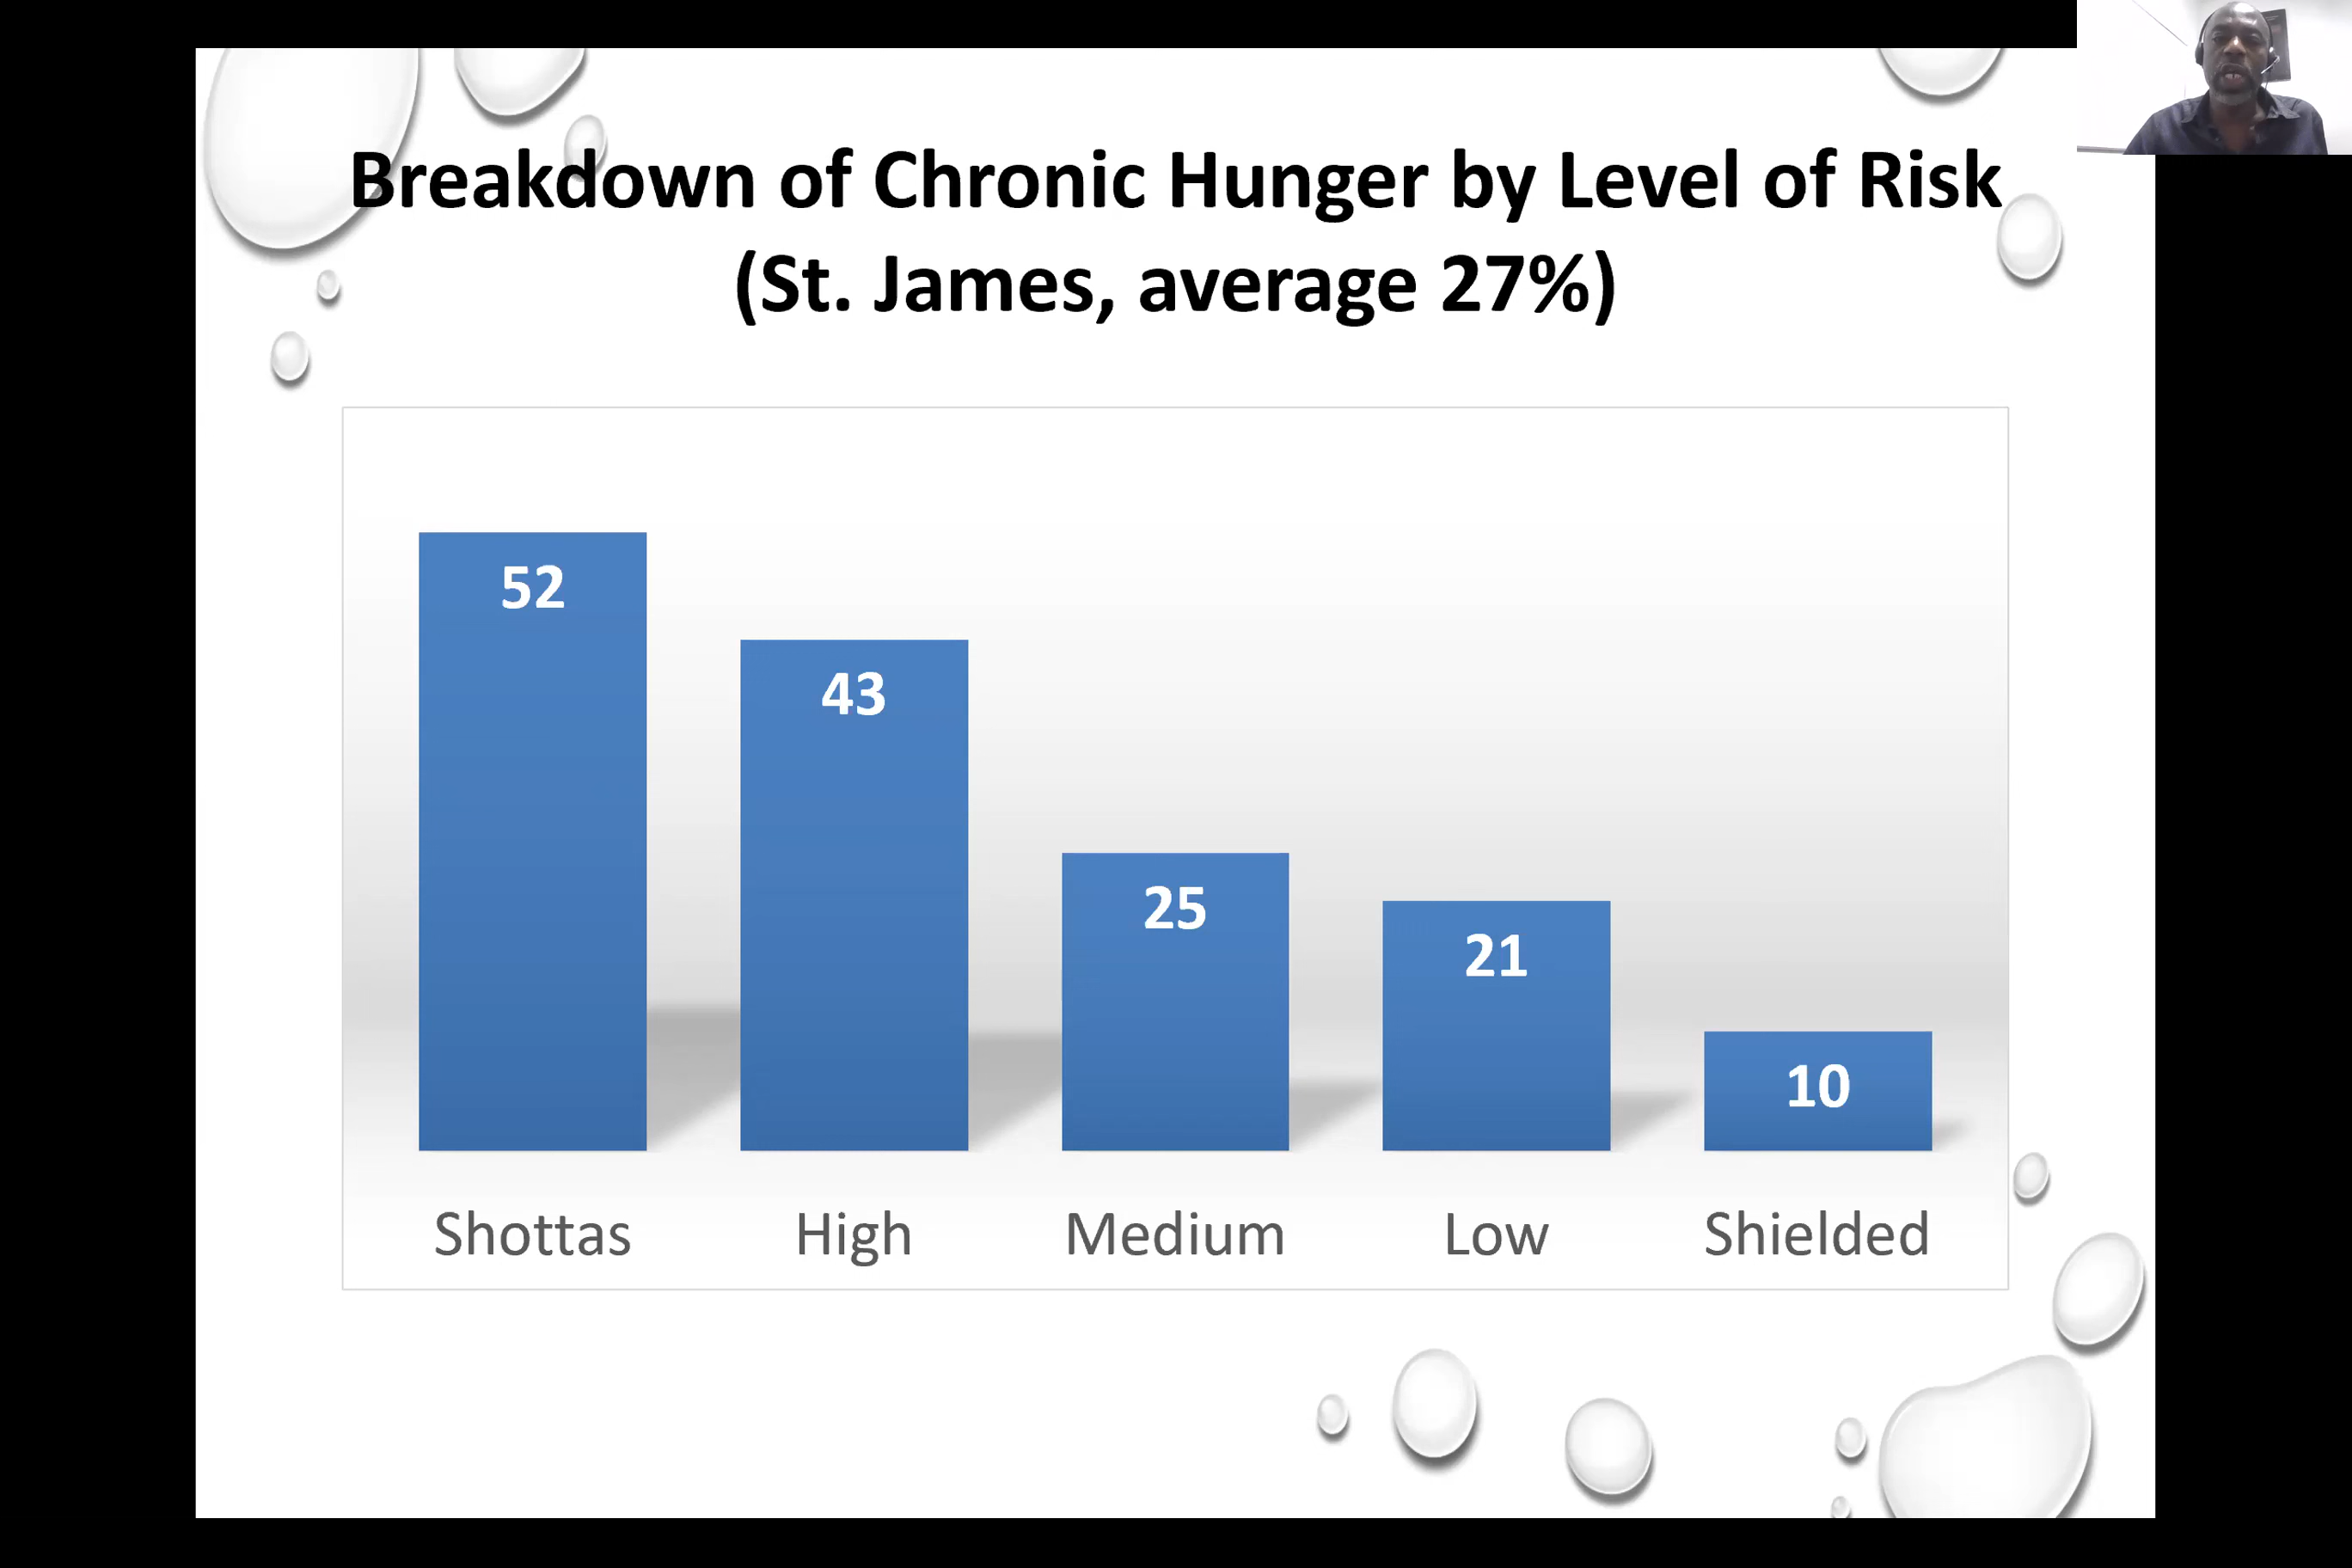 Breakdown of Chronic Hunger by Level of Risk
(St. James, average 27%)
52
43
25
21
10
Shottas
High
Medium
Low
Shielded